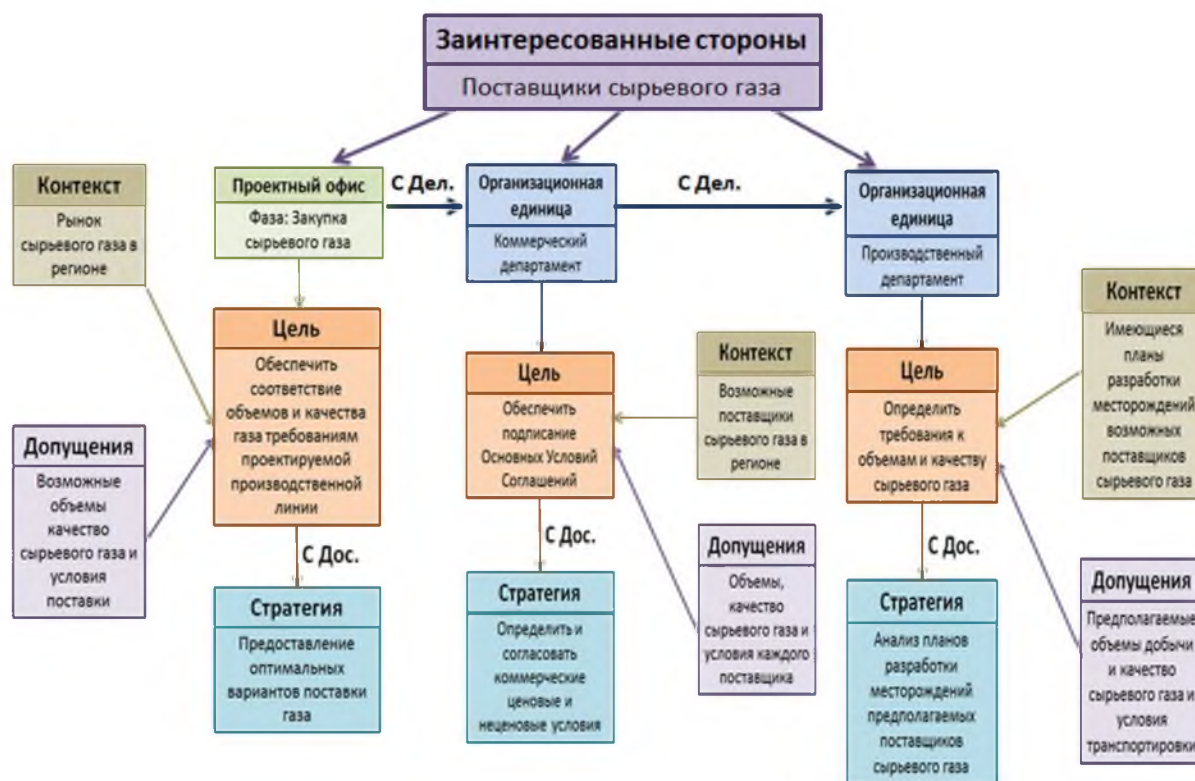 Заинтересованные стороны
Поставщики сырьевого газа
Контекст
Рынок
сырьевого газа в
регионе
Проектный офис
Фаза: Закупка
сырьевого газа
С Дел.
Организационная
единица
Коммерческий
департамент
С Дел.
Организационная
единица
Производственный
департамент
Цель
Обеспечить
соответствие
объемов и качества
газа требованиям
проектируемой
производственной
линии
Допущения
Возможные
объемы
качество
сырьевого газа и
условия
поставки
С Дос.
Стратегия
Предоставление
оптимальных
вариантов поставки
газа
Цель
Обеспечить
подписание
Основных Условий
Соглашений
Контекст
Возможные
поставщики
сырьевого газа в
регионе
Допущения
Объемы,
качество
сырьевого газа и
условия каждого
поставщика
С Дос.
Стратегия
Определить и
согласовать
коммерческие
ценовые и
неценовые условия
Цель
Определить
требования к
объемам и качеству
сырьевого газа
Контекст
Имеющиеся
планы
разработки
месторождений
возможных
поставщиков
сырьевого газа
С Дос.
Стратегия
Анализ планов
разработки
месторождений
предполагаемых
поставщиков
сырьевого газа
Допущения
Предполагаемые
объемы добычи
и качество
сырьевого газа и
условия
транспортировки